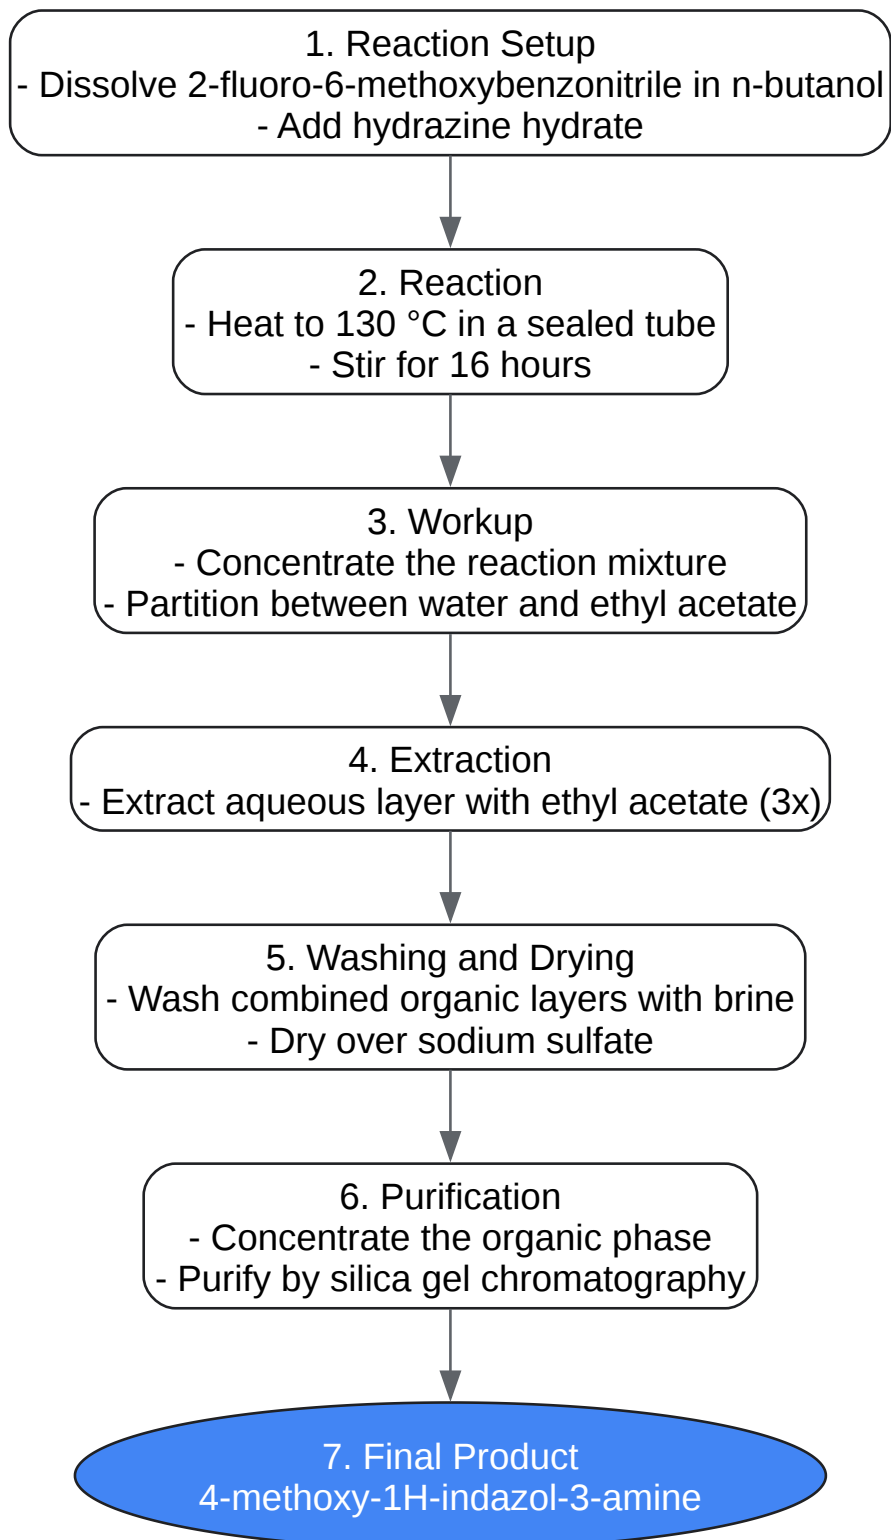 1. Reaction Setup
- Dissolve 2-fluoro-6-methoxybenzonitrile in n-butanol
- Add hydrazine hydrate
2. Reaction
- Heat to 130 °C in a sealed tube
- Stir for 16 hours
3. Workup
- Concentrate the reaction mixture
- Partition between water and ethyl acetate
4. Extraction
- Extract aqueous layer with ethyl acetate (3x)
5. Washing and Drying
- Wash combined organic layers with brine
- Dry over sodium sulfate
6. Purification
- Concentrate the organic phase
- Purify by silica gel chromatography
7. Final Product
4-methoxy-1H-indazol-3-amine